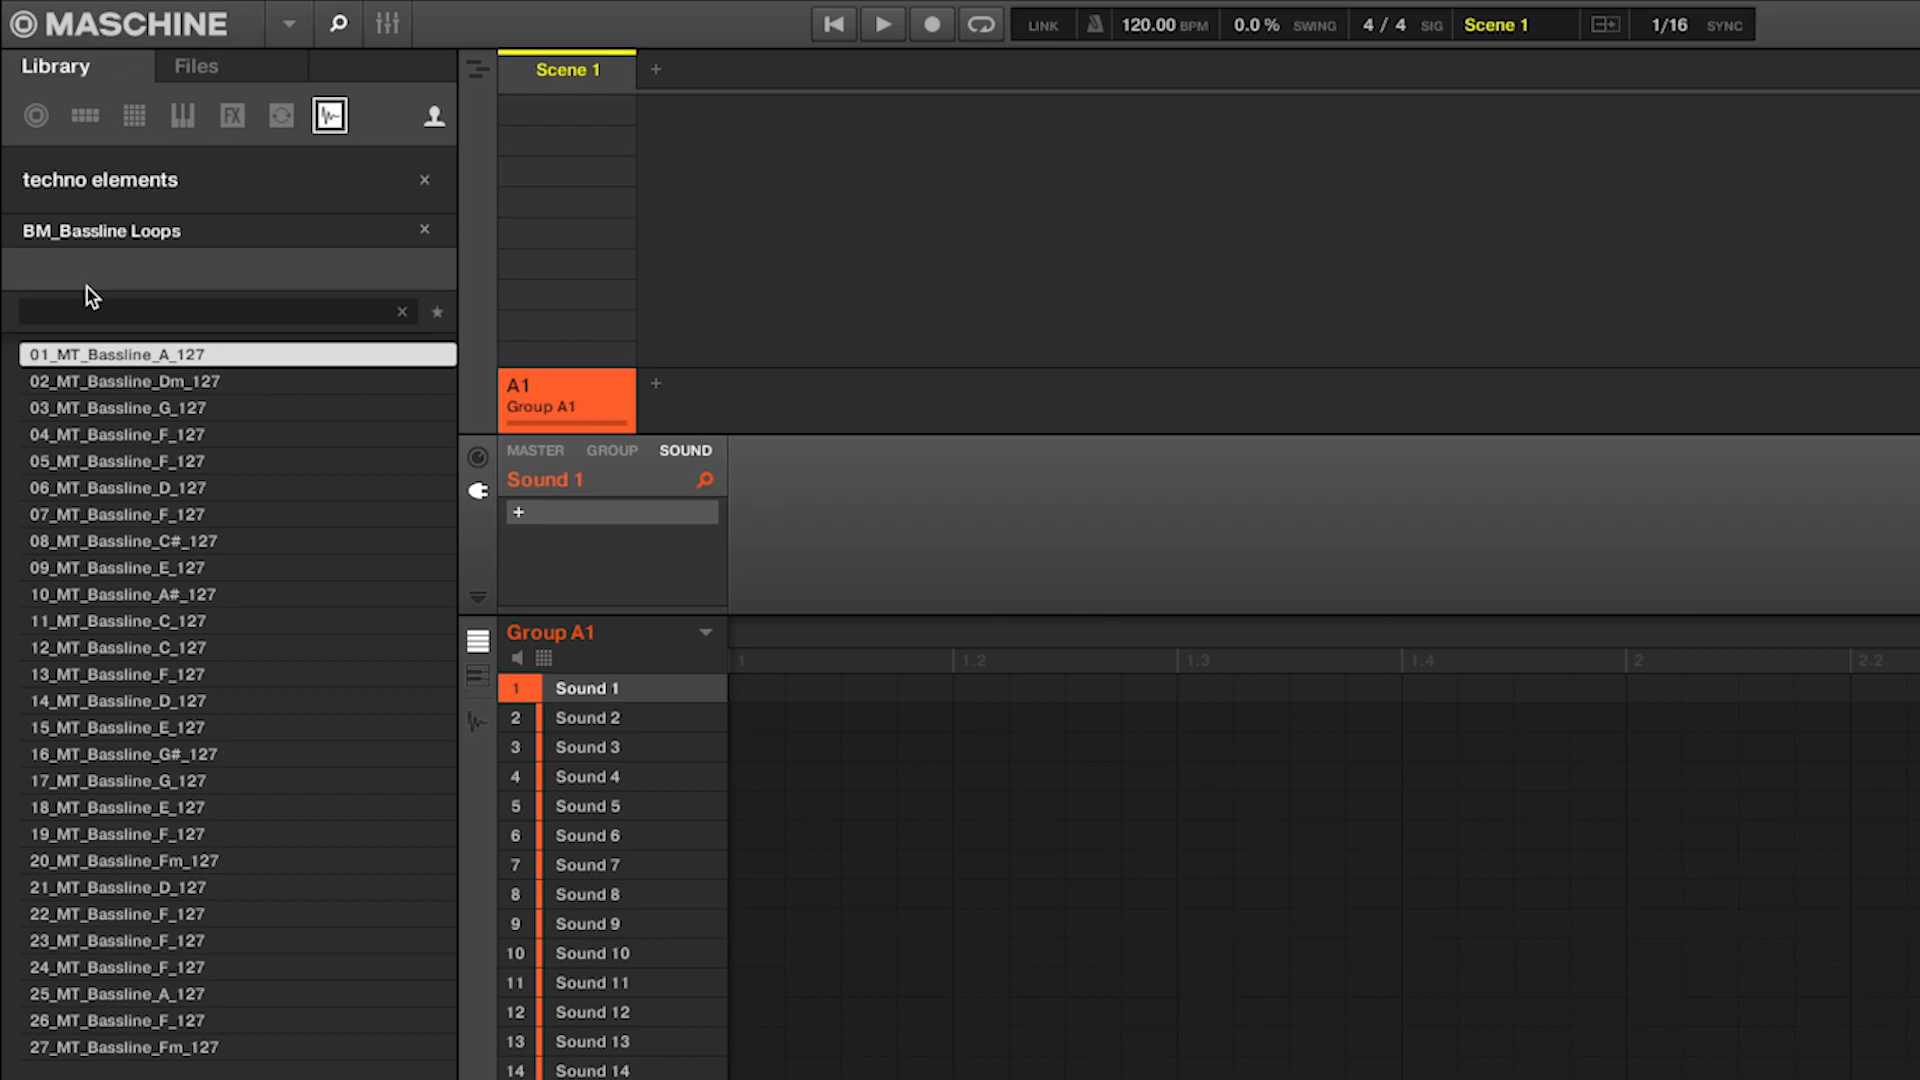 MASCHINE
LINK 120.00 BPM 0.0 % SWING 4 / 4 SIG Scene 1 1/16 SYNC
Library Files
FX
techno elements
BM_Bassline Loops
01_MT_Bassline_A_127
02_MT_Bassline_Dm_127
03_MT_Bassline_G_127
04_MT_Bassline_F_127
05_MT_Bassline_F_127
06_MT_Bassline_D_127
07_MT_Bassline_F_127
08_MT_Bassline_C#_127
09_MT_Bassline_E_127
10_MT_Bassline_A#_127
11_MT_Bassline_C_127
12_MT_Bassline_C_127
13_MT_Bassline_F_127
14_MT_Bassline_D_127
15_MT_Bassline_E_127
16_MT_Bassline_G#_127
17_MT_Bassline_G_127
18_MT_Bassline_E_127
19_MT_Bassline_F_127
20_MT_Bassline_Fm_127
21_MT_Bassline_D_127
22_MT_Bassline_F_127
23_MT_Bassline_F_127
24_MT_Bassline_F_127
25_MT_Bassline_A_127
26_MT_Bassline_F_127
27_MT_Bassline_Fm_127
Scene 1 +
A1 +
Group A1
MASTER GROUP SOUND
Sound 1
+
Group A1
1 1.2 1.3 1.4 2 2.2
1 Sound 1
2 Sound 2
3 Sound 3
4 Sound 4
5 Sound 5
6 Sound 6
7 Sound 7
8 Sound 8
9 Sound 9
10 Sound 10
11 Sound 11
12 Sound 12
13 Sound 13
14 Sound 14